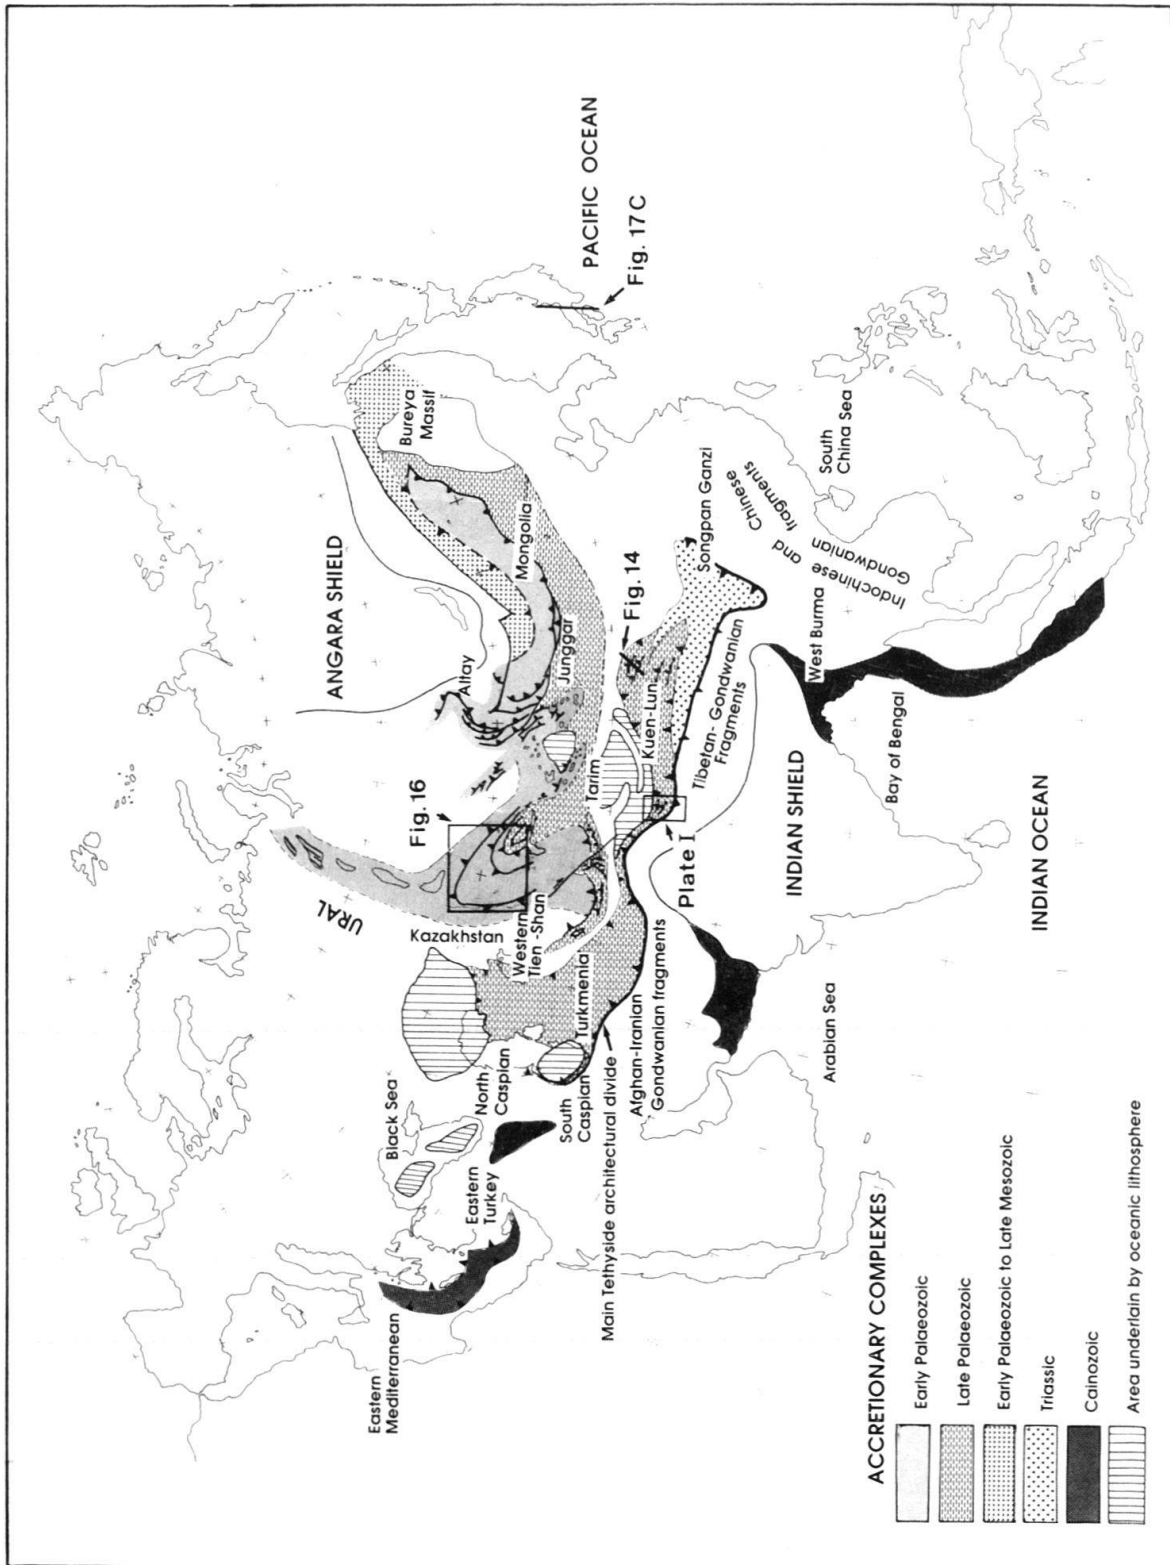 URAL
ANGARA SHIELD
PACIFIC OCEAN
Fig. 17C
Fig. 16
Kazakhstan
Altay
Bureya
Massif
Mongolia
Junggar
Western
Tien-Shan
Black Sea
North
Caspian
Turkmenia
Tarim
Fig. 14
Songpan Ganzi
Kuen-Lun
Eastern
Mediterranean
Eastern
Turkey
South
Caspian
Main Tethyside architectural divide
Afghan-Iranian
Gondwanian fragments
Plate I
Tibetan-Gondwanian
Fragments
Indochinese and Chinese
Gondwanian fragments
West Burma
South
China Sea
INDIAN SHIELD
Bay of Bengal
Arabian Sea
INDIAN OCEAN
ACCRETIONARY COMPLEXES
Early Palaeozoic
Late Palaeozoic
Early Palaeozoic to Late Mesozoic
Triassic
Cainozoic
Area underlain by oceanic lithosphere